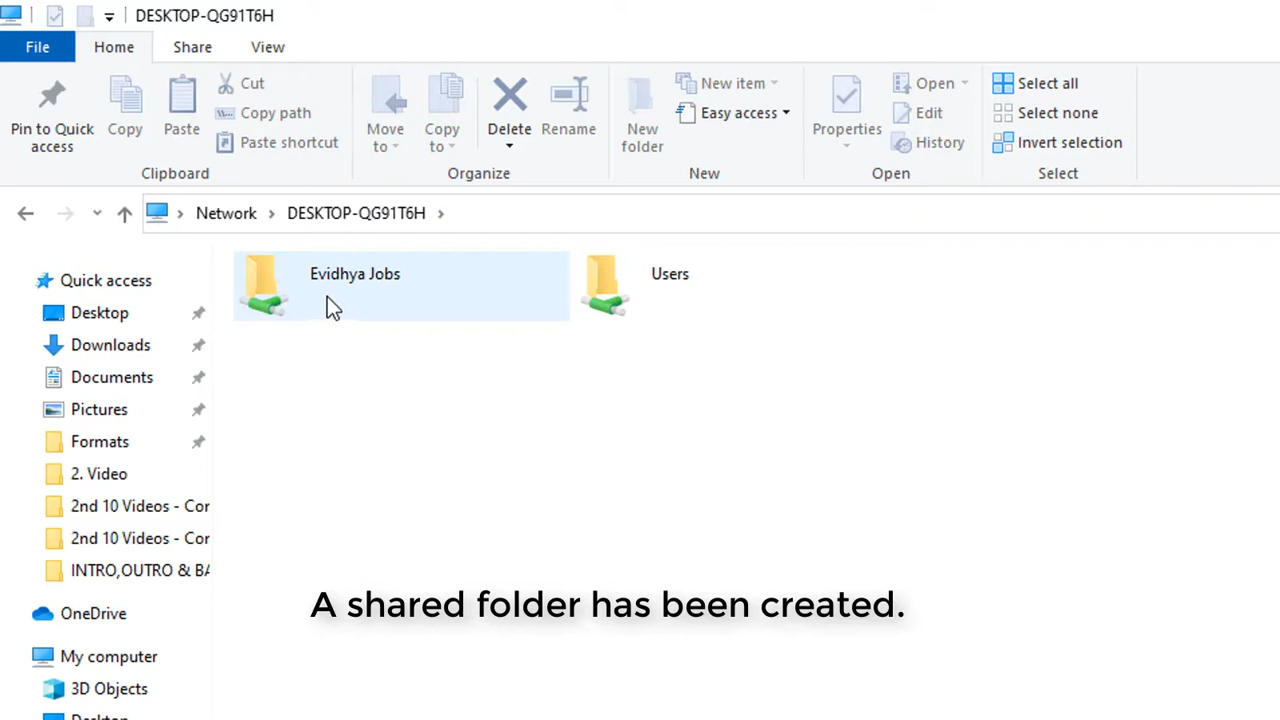 DESKTOP-QG91T6H
File Home Share View
Pin to Quick access
Copy
Paste
Cut
Copy path
Paste shortcut
Clipboard
Move to
Copy to
Delete
Rename
Organize
New folder
New item
Easy access
New
Properties
Open
Edit
History
Open
Select all
Select none
Invert selection
Select
Network DESKTOP-QG91T6H
Quick access
Desktop
Downloads
Documents
Pictures
Formats
2. Video
2nd 10 Videos - Cor
2nd 10 Videos - Cor
INTRO,OUTRO & BA
OneDrive
My computer
3D Objects
Desktop
Evidhya Jobs
Users
A shared folder has been created.